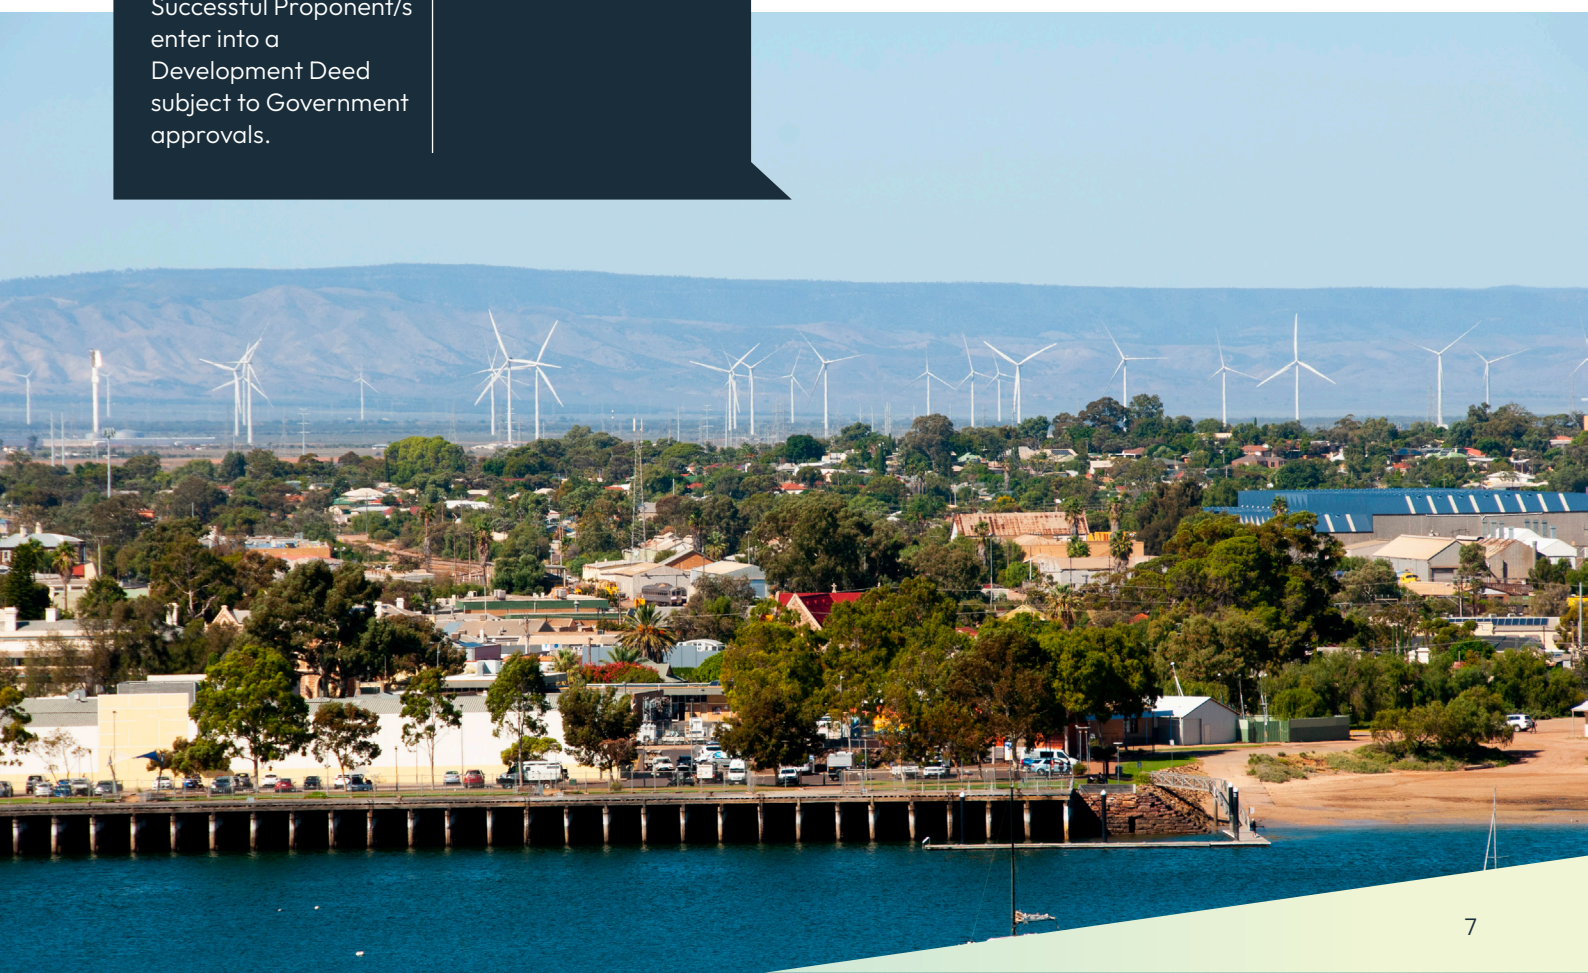 Successful Proponent/s
enter into a
Development Deed
subject to Government
approvals.
7